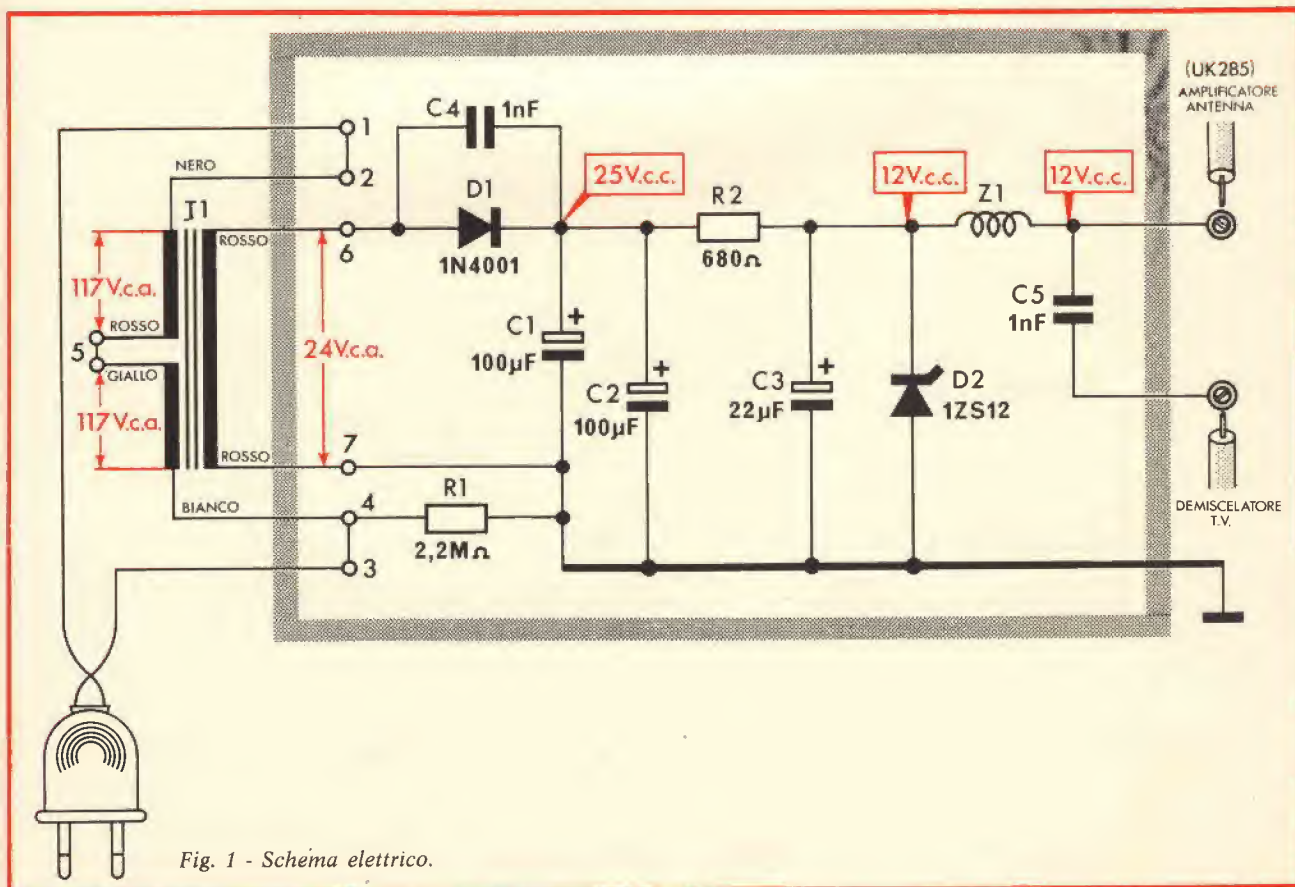 (UK285)
AMPLIFICATORE
ANTENNA
C4 1nF
1
NERO
2
25V.c.c.
12V.c.c.
12V.c.c.
D1
R2
Z1
T1
ROSSO
6
1N4001
680Ω
117V.c.a.
C5
1nF
ROSSO
C1
100µF
+
5
24V.c.a.
GIALLO
C2
100µF
+
C3
22µF
+
D2
1ZS12
117V.c.a.
ROSSO
7
BIANCO
4
R1
2,2MΩ
DEMISCELATORE
T.V.
3
Fig. 1 - Schema elettrico.